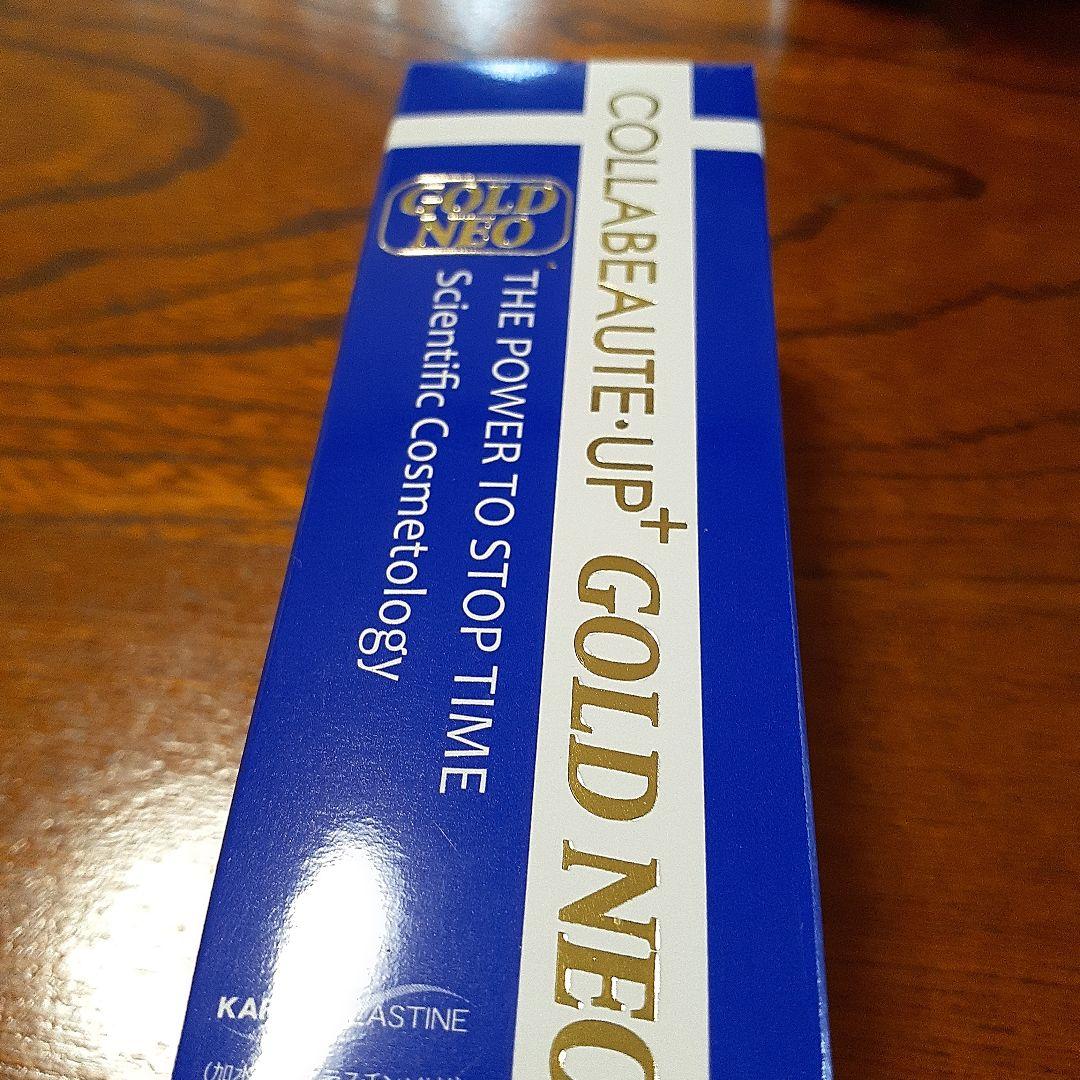 COLLABEAUTE·UP+ GOLD NEO
GOLD
NEO
THE POWER TO STOP TIME
Scientific Cosmetology